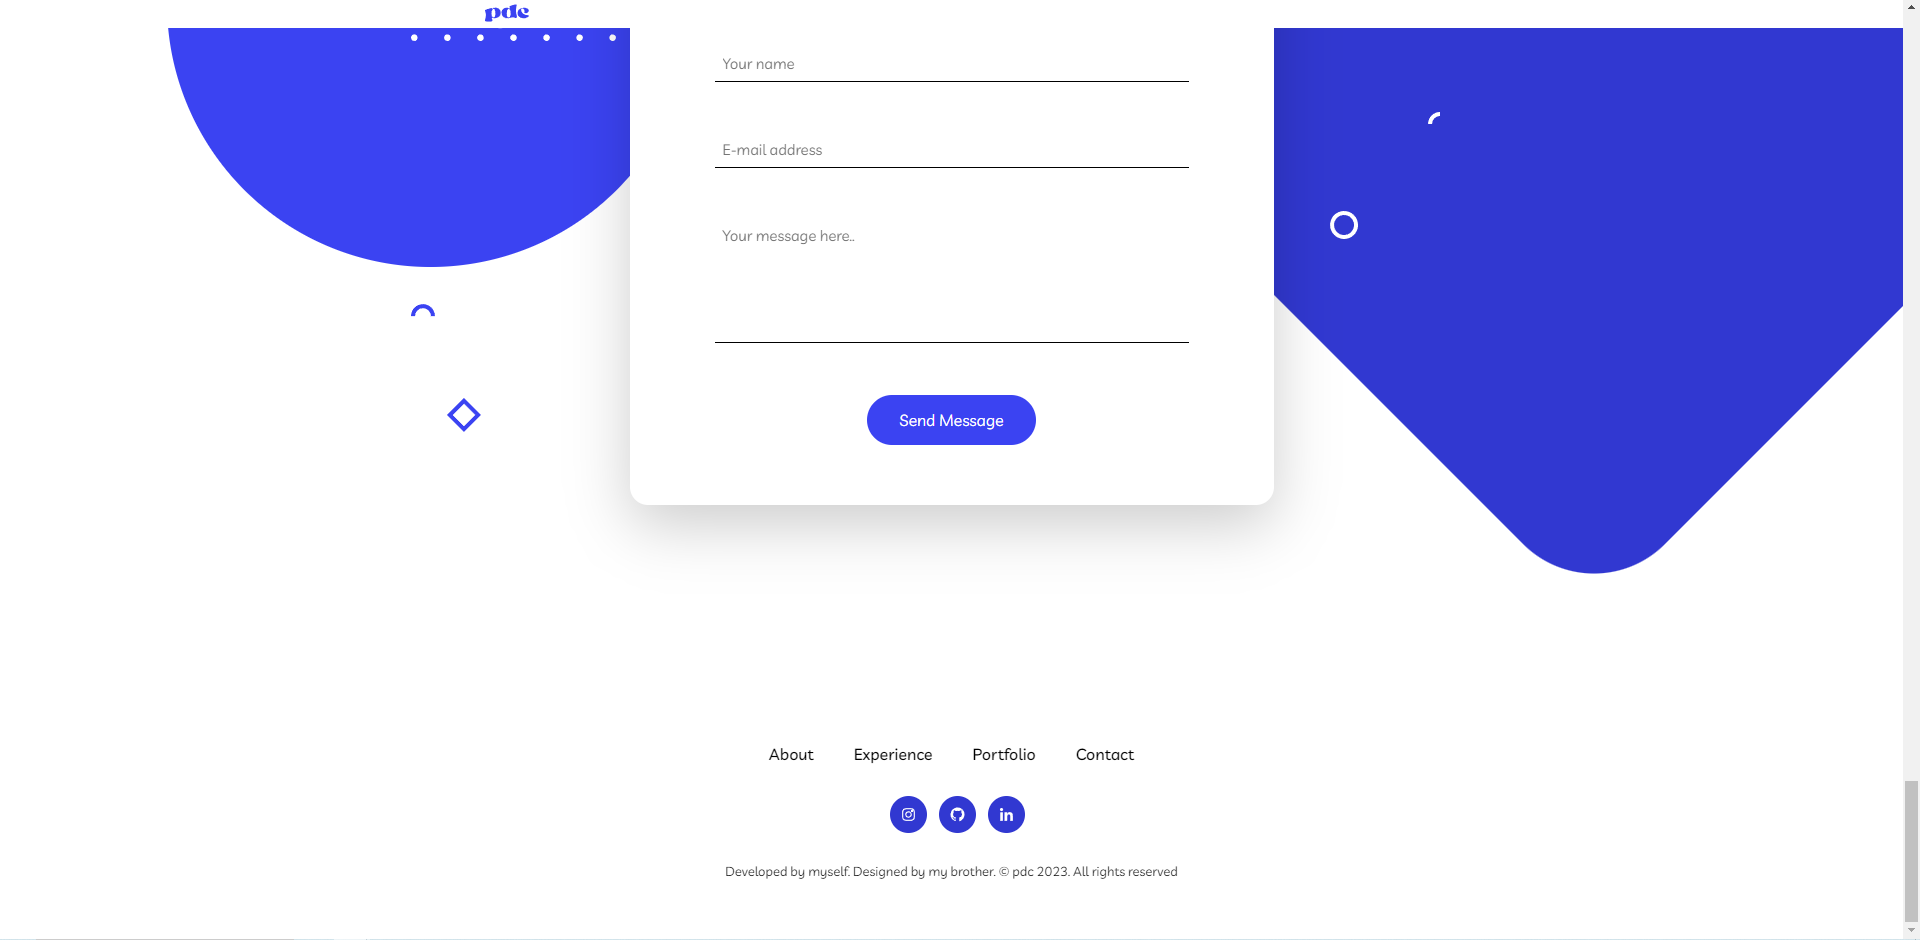 pdc
Your name
E-mail address
Your message here..
Send Message
About Experience Portfolio Contact
in
Developed by myself. Designed by my brother. © pdc 2023. All rights reserved